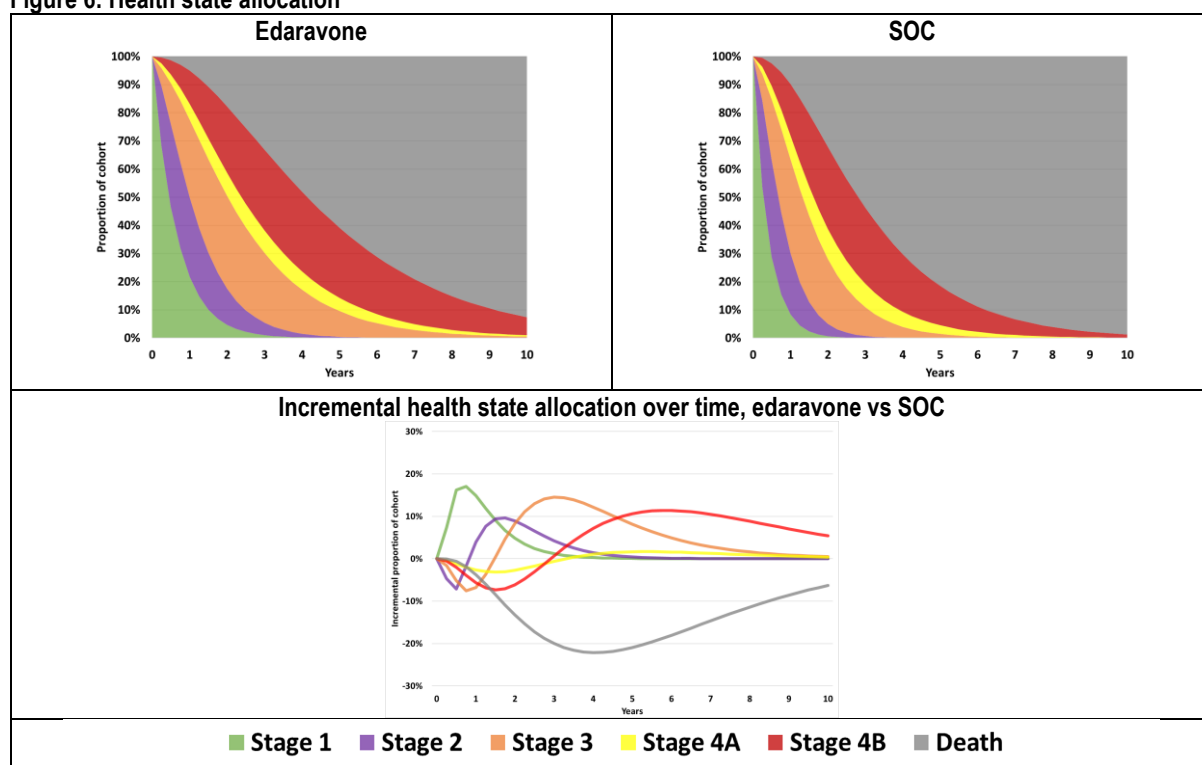 Figure 6: Health state allocation
Edaravone
SOC
100%
90%
80%
70%
60%
50%
40%
30%
20%
10%
0%
Proportion of cohort
0 1 2 3 4 5 6 7 8 9 10
Years
100%
90%
80%
70%
60%
50%
40%
30%
20%
10%
0%
Proportion of cohort
0 1 2 3 4 5 6 7 8 9 10
Years
Incremental health state allocation over time, edaravone vs SOC
30%
20%
10%
0%
-10%
-20%
-30%
Incremental proportion of cohort
0 1 2 3 4 5 6 7 8 9 10
Years
Stage 1 Stage 2 Stage 3 Stage 4A Stage 4B Death